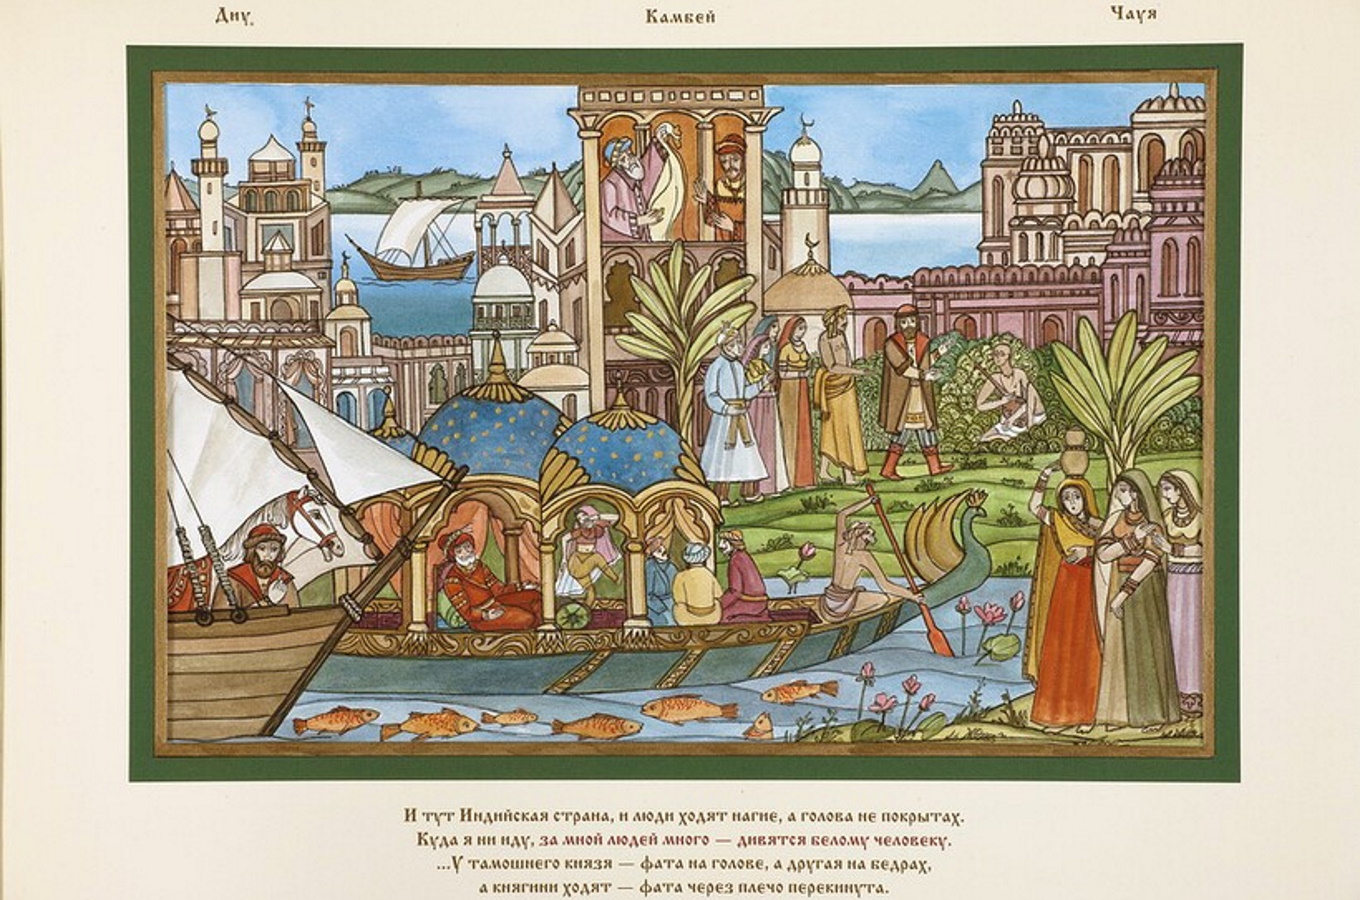 Диу.
Камбей
Чауя
И тут Индийская страна, и люди ходят нагие, а голова не покрытах.
Куда я ни иду, за мной людей много — дивятся белому человеку.
...У тамошнего князя — фата на голове, а другая на бедрах,
а княгини ходят — фата через плечо перекинута.